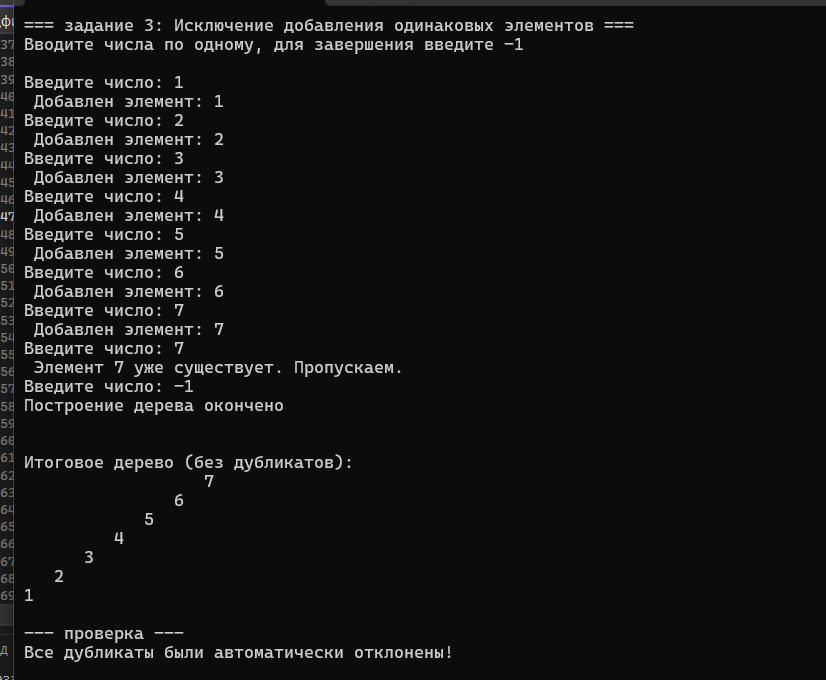 === задание 3: Исключение добавления одинаковых элементов ===
Вводите числа по одному, для завершения введите -1
Введите число: 1
Добавлен элемент: 1
Введите число: 2
Добавлен элемент: 2
Введите число: 3
Добавлен элемент: 3
Введите число: 4
Добавлен элемент: 4
Введите число: 5
Добавлен элемент: 5
Введите число: 6
Добавлен элемент: 6
Введите число: 7
Добавлен элемент: 7
Введите число: 7
Элемент 7 уже существует. Пропускаем.
Введите число: -1
Построение дерева окончено
Итоговое дерево (без дубликатов):
7
6
5
4
3
2
1
--- проверка ---
Все дубликаты были автоматически отклонены!